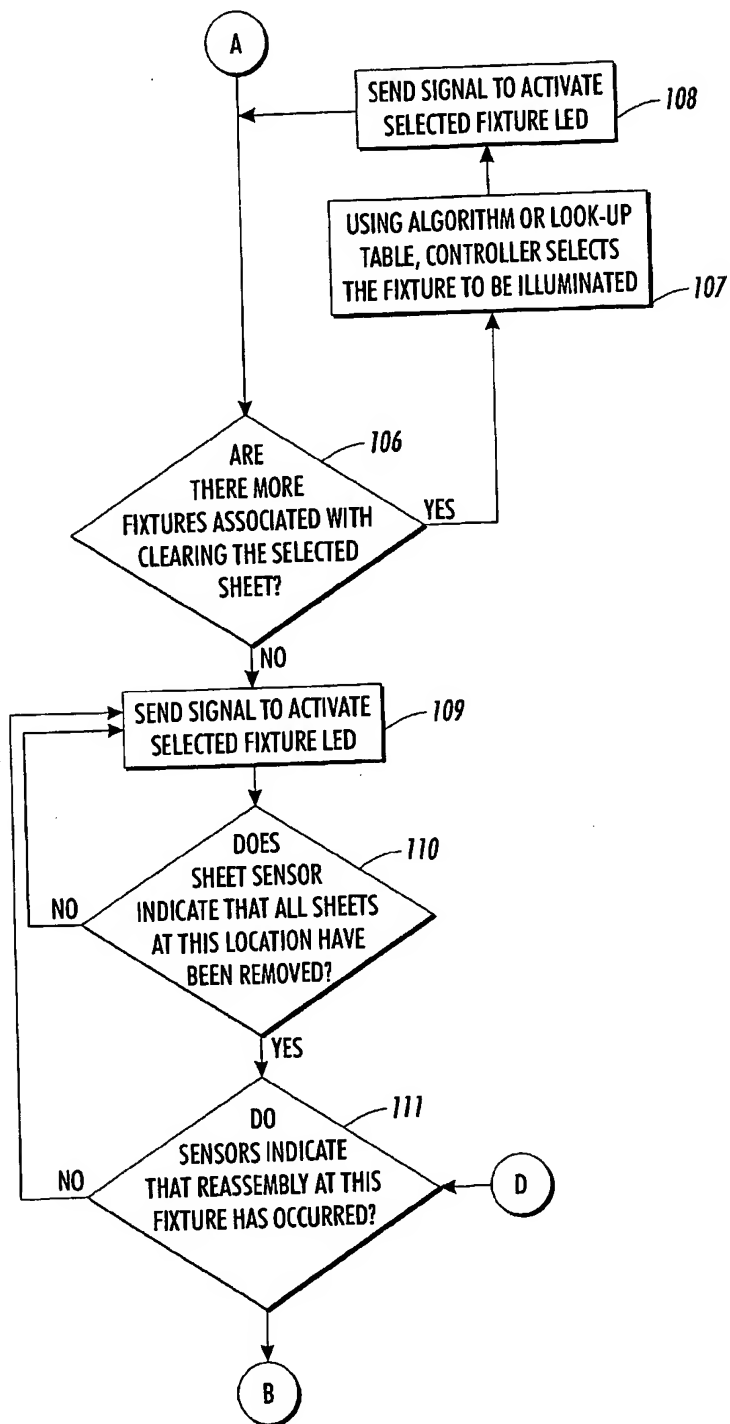 A
SEND SIGNAL TO ACTIVATE
SELECTED FIXTURE LED
108
USING ALGORITHM OR LOOK-UP
TABLE, CONTROLLER SELECTS
THE FIXTURE TO BE ILLUMINATED
107
106
ARE
THERE MORE
FIXTURES ASSOCIATED WITH
CLEARING THE SELECTED
SHEET?
YES
NO
SEND SIGNAL TO ACTIVATE
SELECTED FIXTURE LED
109
DOES
SHEET SENSOR
INDICATE THAT ALL SHEETS
AT THIS LOCATION HAVE
BEEN REMOVED?
110
NO
YES
DO
SENSORS INDICATE
THAT REASSEMBLY AT THIS
FIXTURE HAS OCCURRED?
111
NO
D
B